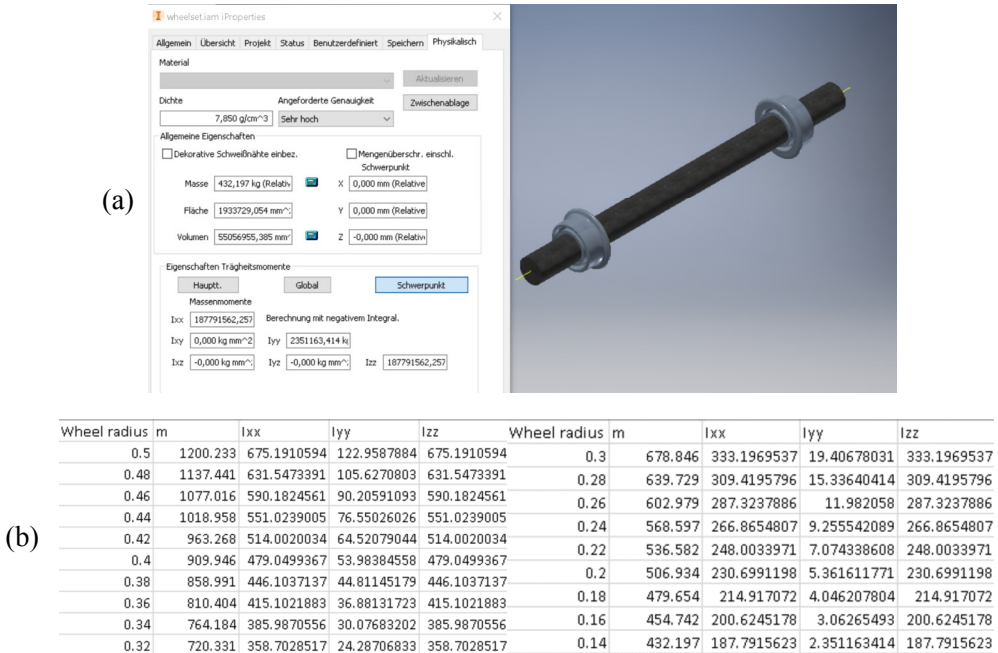 wheelset.iam iProperties
Allgemein Übersicht Projekt Status Benutzerdefiniert Speichern Physikalisch
Material
Aktualisieren
Dichte Angeforderte Genauigkeit
7,850 g/cm^3 Sehr hoch Zwischenablage
Allgemeine Eigenschaften
Dekorative Schweißnähte einbez. Mengenüberschr. einschl.
Schwerpunkt
Masse 432,197 kg (Relativ X 0,000 mm (Relative
Fläche 1933729,054 mm^2 Y 0,000 mm (Relative
Volumen 55056955,385 mm^ Z -0,000 mm (Relativ
(a)
Eigenschaften Trägheitsmomente
Hauptt. Global Schwerpunkt
Massenmomente
Ixx 187791562,257 Berechnung mit negativem Integral.
Ixy 0,000 kg mm^2 Iyy 2351163,414 kg
Ixz -0,000 kg mm^2 Iyz -0,000 kg mm^2 Izz 187791562,257
(b)
Wheel radius m Ixx Iyy Izz
0.5 1200.233 675.1910594 122.9587884 675.1910594
0.48 1137.441 631.5473391 105.6270803 631.5473391
0.46 1077.016 590.1824561 90.20591093 590.1824561
0.44 1018.958 551.0239005 76.55026026 551.0239005
0.42 963.268 514.0020034 64.52079044 514.0020034
0.4 909.946 479.0499367 53.98384558 479.0499367
0.38 858.991 446.1037137 44.81145179 446.1037137
0.36 810.404 415.1021883 36.88131723 415.1021883
0.34 764.184 385.9870556 30.07683202 385.9870556
0.32 720.331 358.7028517 24.28706833 358.7028517
Wheel radius m Ixx Iyy Izz
0.3 678.846 333.1969537 19.40678031 333.1969537
0.28 639.729 309.4195796 15.33640414 309.4195796
0.26 602.979 287.3237886 11.982058 287.3237886
0.24 568.597 266.8654807 9.255542089 266.8654807
0.22 536.582 248.0033971 7.074338608 248.0033971
0.2 506.934 230.6991198 5.361611771 230.6991198
0.18 479.654 214.917072 4.046207804 214.917072
0.16 454.742 200.6245178 3.06265493 200.6245178
0.14 432.197 187.7915623 2.351163414 187.7915623